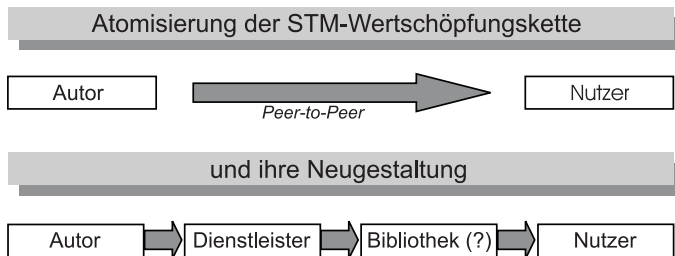 Atomisierung der STM-Wertschöpfungskette
Autor
Nutzer
Peer-to-Peer
und ihre Neugestaltung
Autor Dienstleister Bibliothek (?) Nutzer